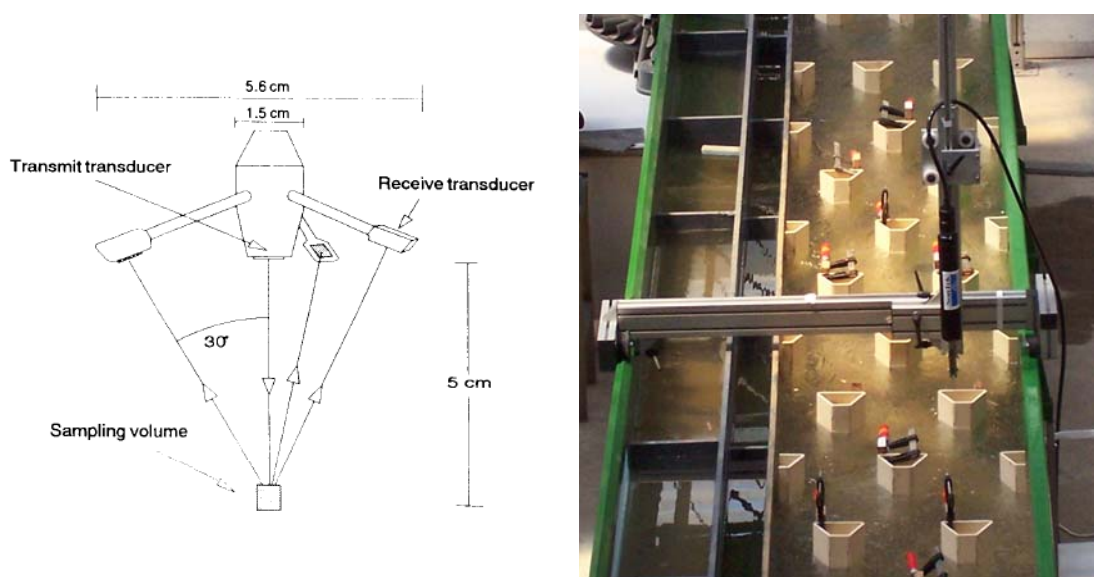 5.6 cm
1.5 cm
Transmit transducer
Receive transducer
30°
5 cm
Sampling volume